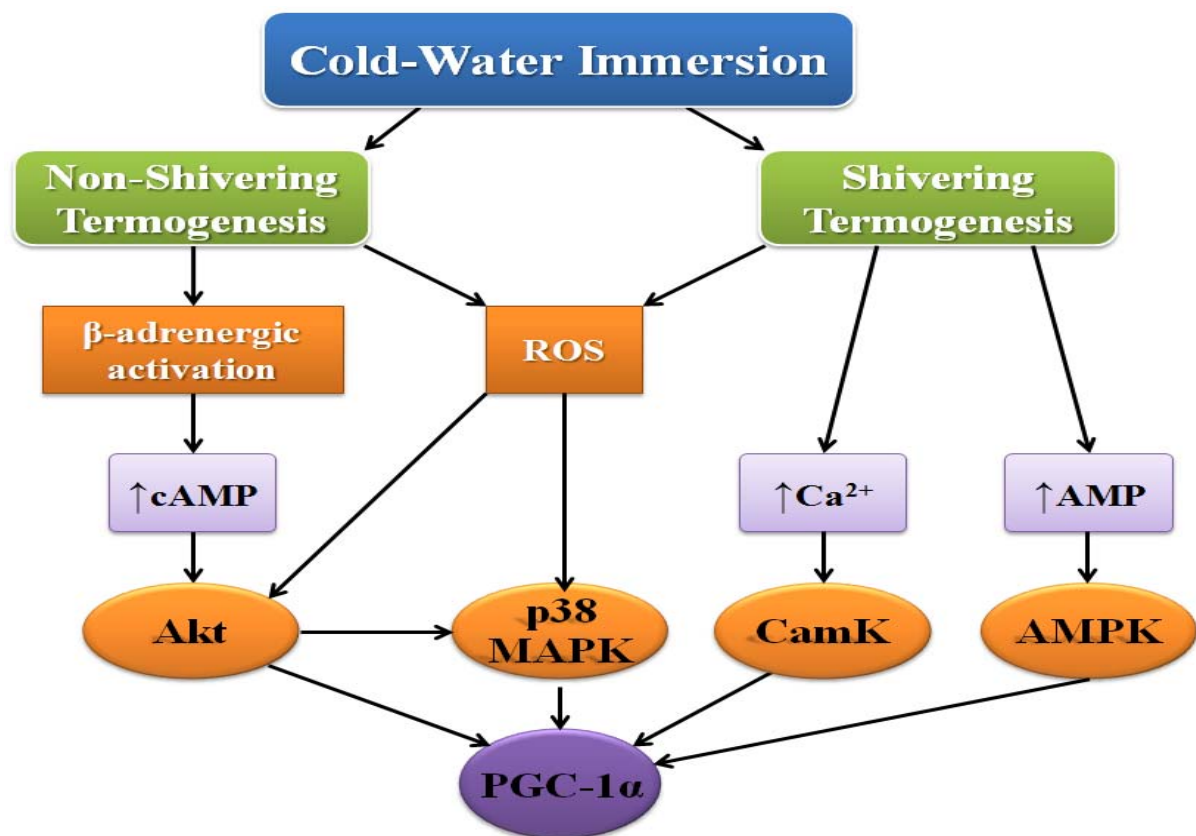 Cold-Water Immersion
Non-Shivering
Termogenesis
Shivering
Termogenesis
β-adrenergic
activation
ROS
↑cAMP
↑Ca²⁺
↑AMP
Akt
p38
MAPK
CamK
AMPK
PGC-1α